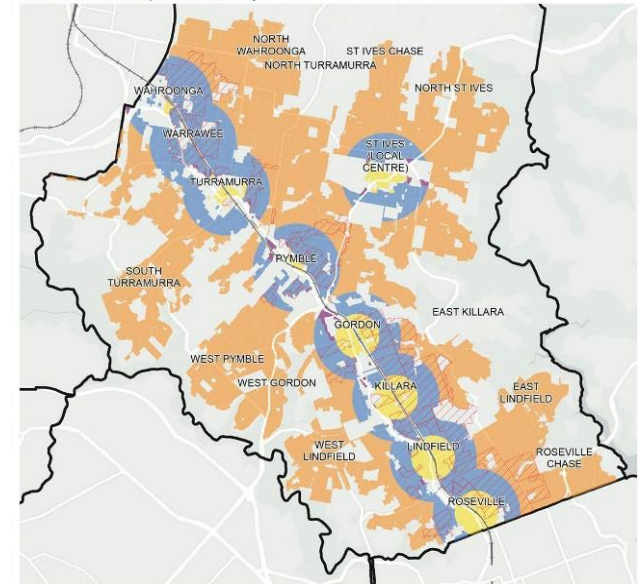 NORTH
WAHROONGA
ST IVES CHASE
NORTH TURRAMURRA
NORTH ST IVES
WAHROONGA
WARRAWEE
ST IVES
(LOCAL
CENTRE)
TURRAMURRA
SOUTH
TURRAMURRA
PYMBLE
EAST KILLARA
GORDON
WEST PYMBLE
WEST GORDON
KILLARA
EAST
LINDFIELD
WEST
LINDFIELD
LINDFIELD
ROSEVILLE
CHASE
ROSEVILLE